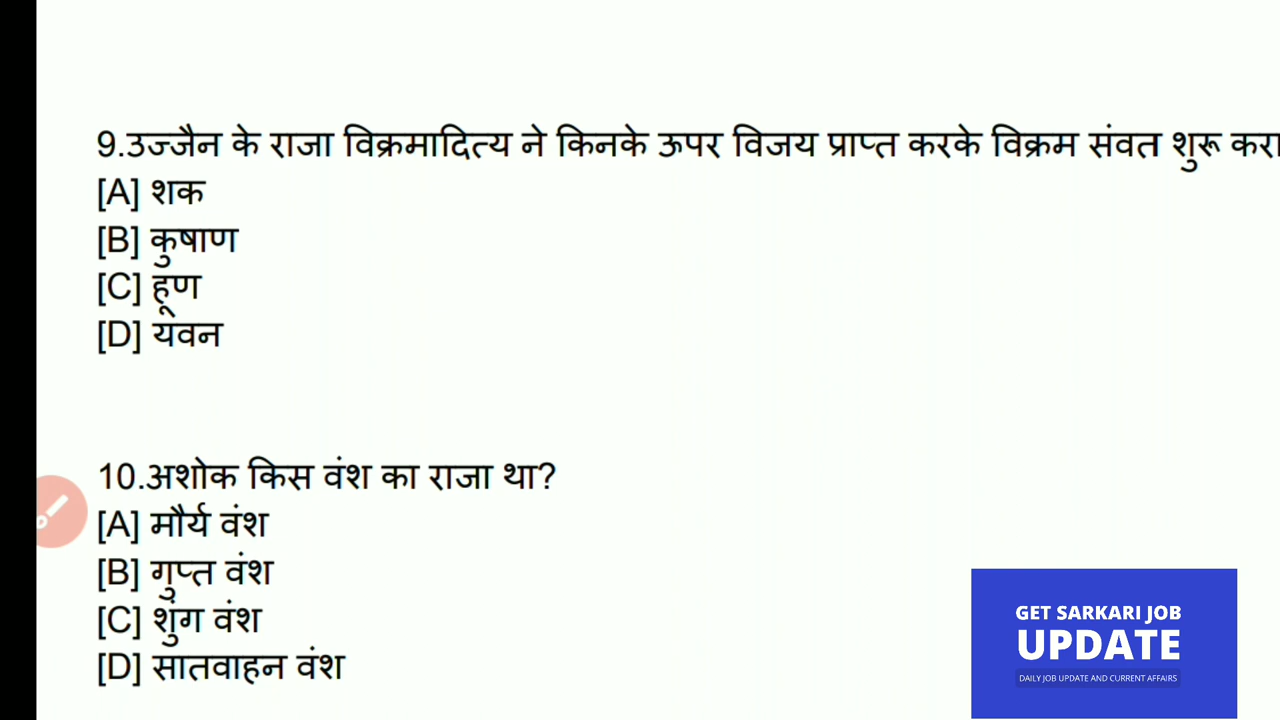 9.उज्जैन के राजा विक्रमादित्य ने किनके ऊपर विजय प्राप्त करके विक्रम संवत शुरू करा
[A] शक
[B] कुषाण
[C] हूण
[D] यवन
10.अशोक किस वंश का राजा था?
[A] मौर्य वंश
[B] गुप्त वंश
[C] शुंग वंश
[D] सातवाहन वंश
GET SARKARI JOB
UPDATE
DAILY JOB UPDATE AND CURRENT AFFAIRS